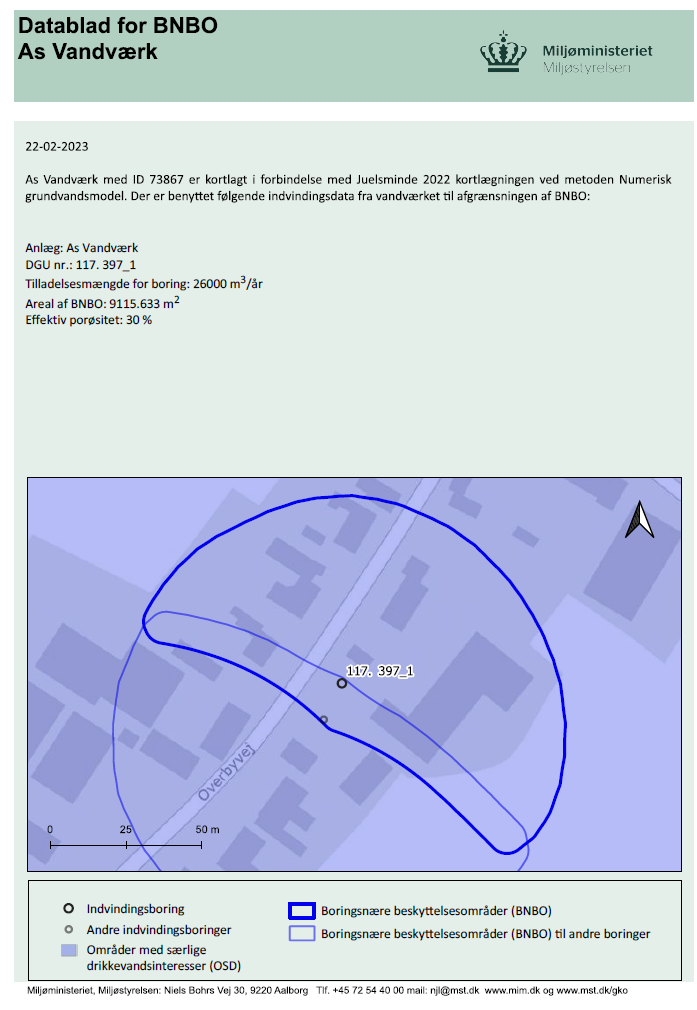 Datablad for BNBO
As Vandværk
Miljøministeriet
Miljøstyrelsen
22-02-2023
As Vandværk med ID 73867 er kortlagt i forbindelse med Juelsminde 2022 kortlægningen ved metoden Numerisk
grundvandsmodel. Der er benyttet følgende indvindingsdata fra vandværket til afgrænsningen af BNBO:
Anlæg: As Vandværk
DGU nr.: 117. 397_1
Tilladelsesmængde for boring: 26000 m³/år
Areal af BNBO: 9115.633 m²
Effektiv porøsitet: 30 %
117. 397_1
Overbyvej
0 25 50 m
Indvindingsboring
Andre indvindingsboringer
Områder med særlige
drikkevandsinteresser (OSD)
Boringsnære beskyttelsesområder (BNBO)
Boringsnære beskyttelsesområder (BNBO) til andre boringer
Miljøministeriet, Miljøstyrelsen: Niels Bohrs Vej 30, 9220 Aalborg Tlf. +45 72 54 40 00 mail: njl@mst.dk www.mim.dk og www.mst.dk/gko